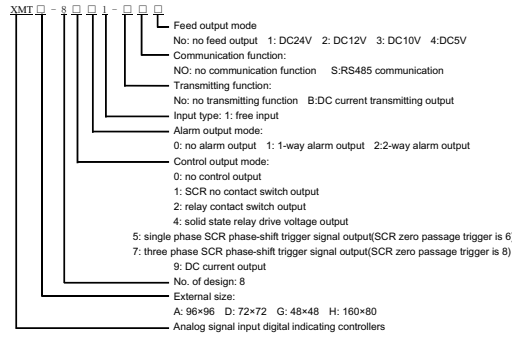 XMT□-8□□1-□□□
Feed output mode
No: no feed output 1: DC24V 2: DC12V 3: DC10V 4:DC5V
Communication function:
NO: no communication function S:RS485 communication
Transmitting function:
No: no transmitting function B:DC current transmitting output
Input type: 1: free input
Alarm output mode:
0: no alarm output 1: 1-way alarm output 2:2-way alarm output
Control output mode:
0: no control output
1: SCR no contact switch output
2: relay contact switch output
4: solid state relay drive voltage output
5: single phase SCR phase-shift trigger signal output(SCR zero passage trigger is 6)
7: three phase SCR phase-shift trigger signal output(SCR zero passage trigger is 8)
9: DC current output
No. of design: 8
External size:
A: 96×96 D: 72×72 G: 48×48 H: 160×80
Analog signal input digital indicating controllers